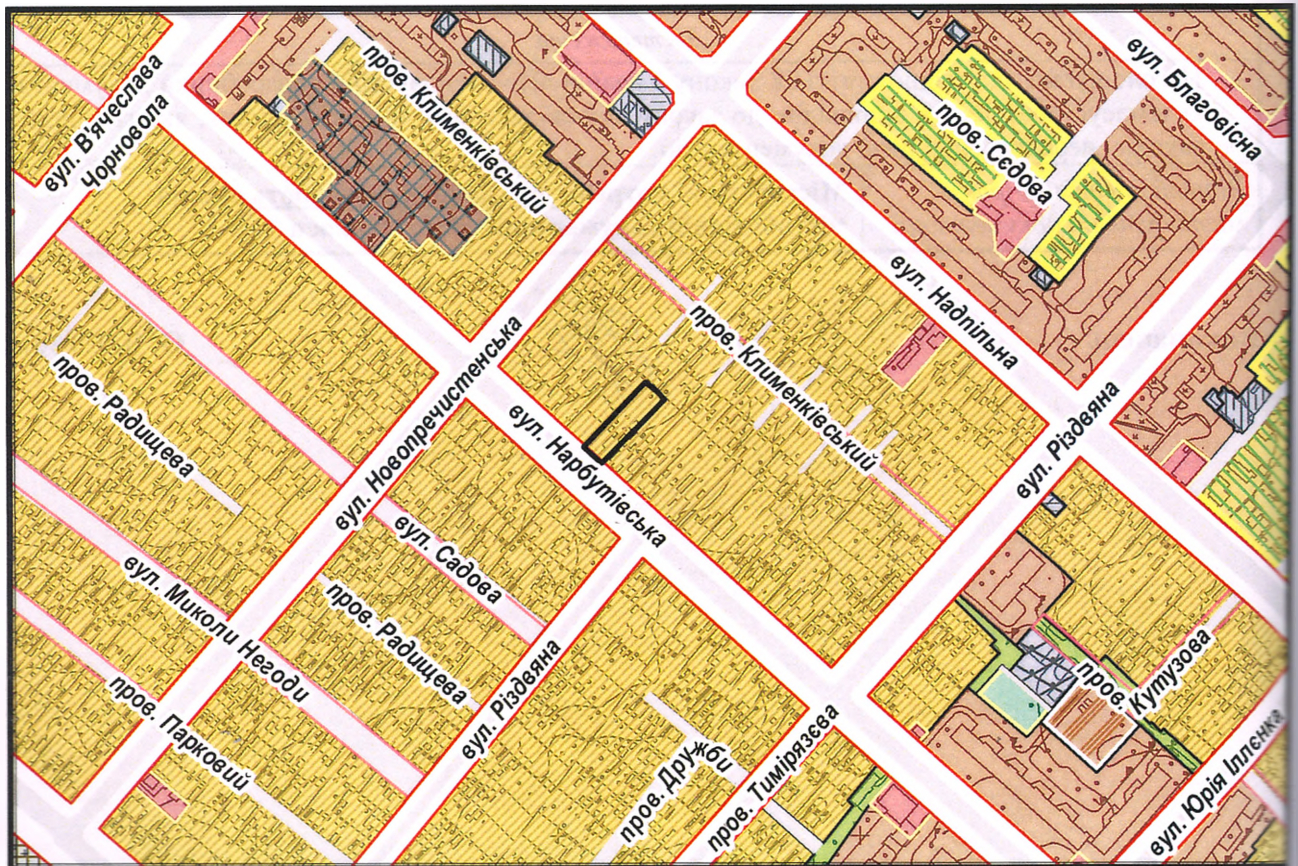 вул. В'ячеслава
Чорновола
пров. Клименківський
вул. Благовісна
пров. Сєдова
вул. Надпільна
пров. Клименківський
вул. Різдвяна
пров. Радищева
вул. Новопречистенська
вул. Нарбутівська
вул. Садова
пров. Радищева
вул. Миколи Негоди
пров. Парковий
вул. Різдвяна
пров. Дружби
пров. Тимірязєва
пров. Кутузова
вул. Юрія Іллєнка